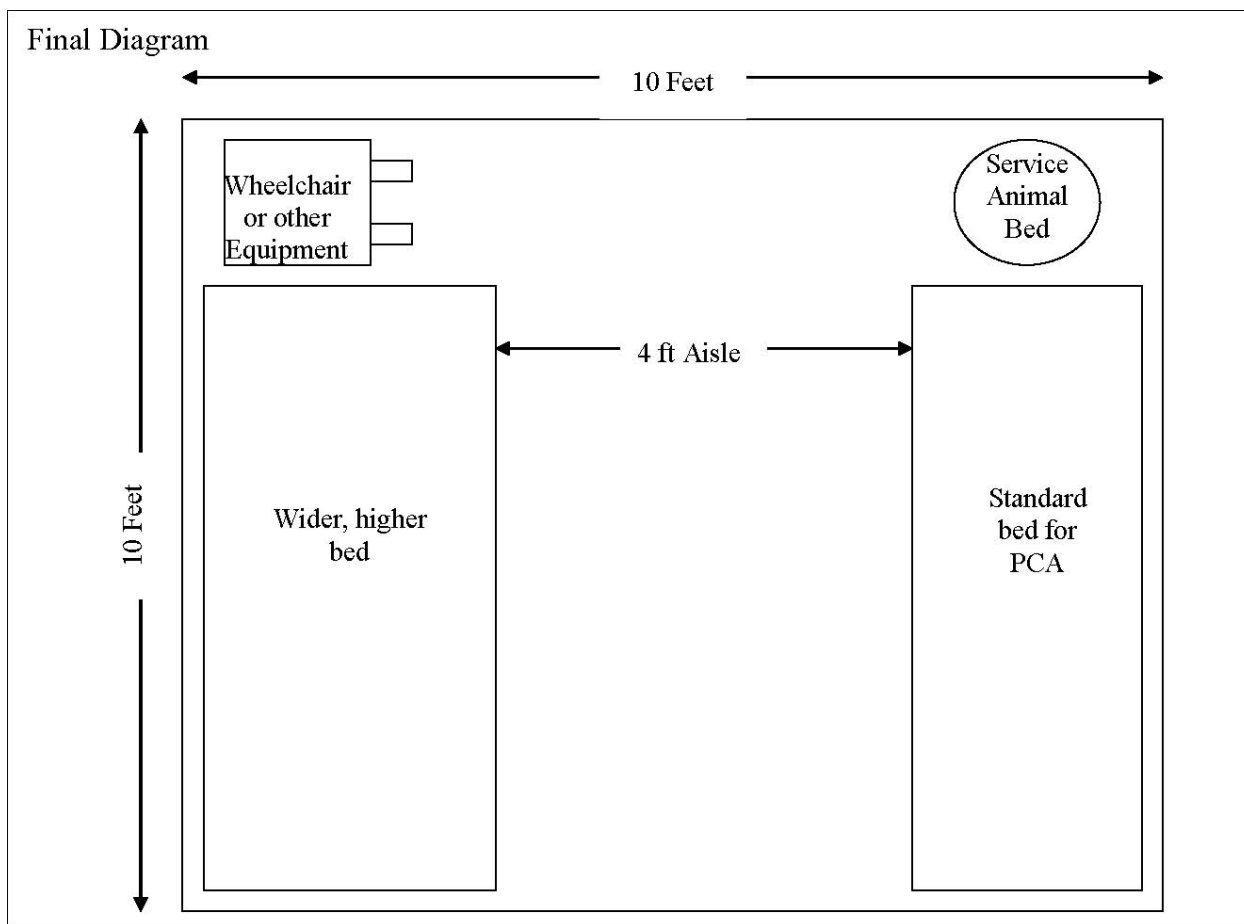 Final Diagram
10 Feet
Wheelchair
or other
Equipment
Service
Animal
Bed
4 ft Aisle
10 Feet
Wider, higher
bed
Standard
bed for
PCA